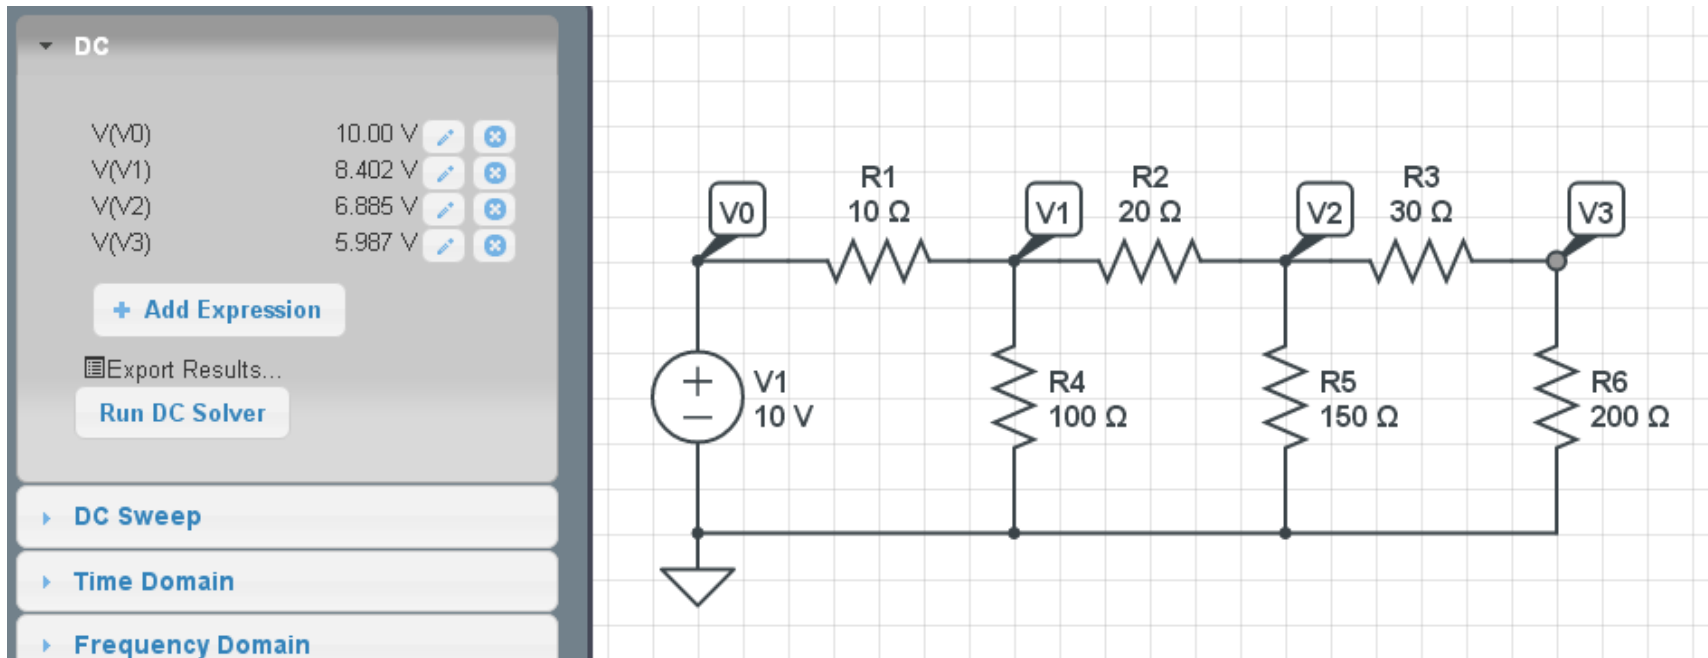 DC
V(V0) 10.00 V
V(V1) 8.402 V
V(V2) 6.885 V
V(V3) 5.987 V
+ Add Expression
Export Results...
Run DC Solver
DC Sweep
Time Domain
Frequency Domain
R1
10 Ω
R2
20 Ω
R3
30 Ω
V0
V1
V2
V3
V1
10 V
R4
100 Ω
R5
150 Ω
R6
200 Ω